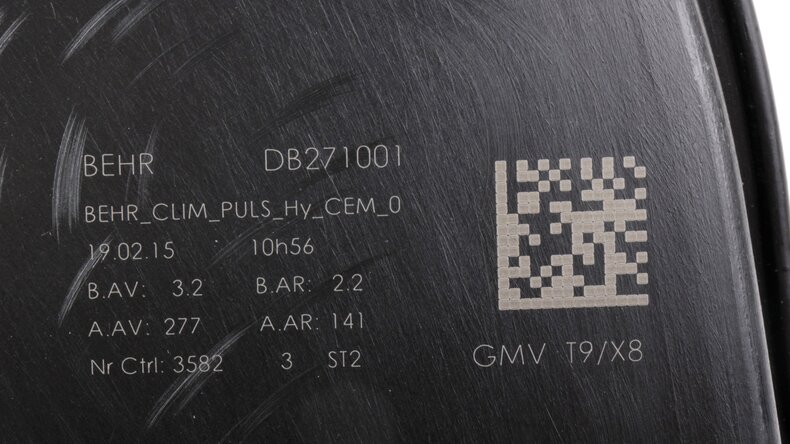 BEHR DB271001
BEHR_CLIM_PULS_Hy_CEM_0
19.02.15 10h56
B.AV: 3.2 B.AR: 2.2
A.AV: 277 A.AR: 141
Nr Ctrl: 3582 3 ST2
GMV T9/X8